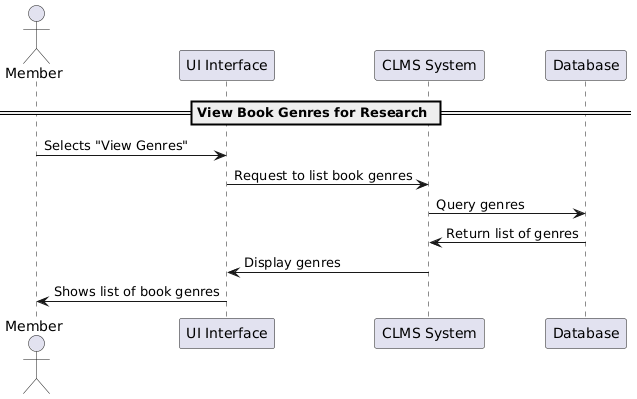 Member
UI Interface
CLMS System
Database
View Book Genres for Research
Selects "View Genres"
Request to list book genres
Query genres
Return list of genres
Display genres
Shows list of book genres
Member
UI Interface
CLMS System
Database